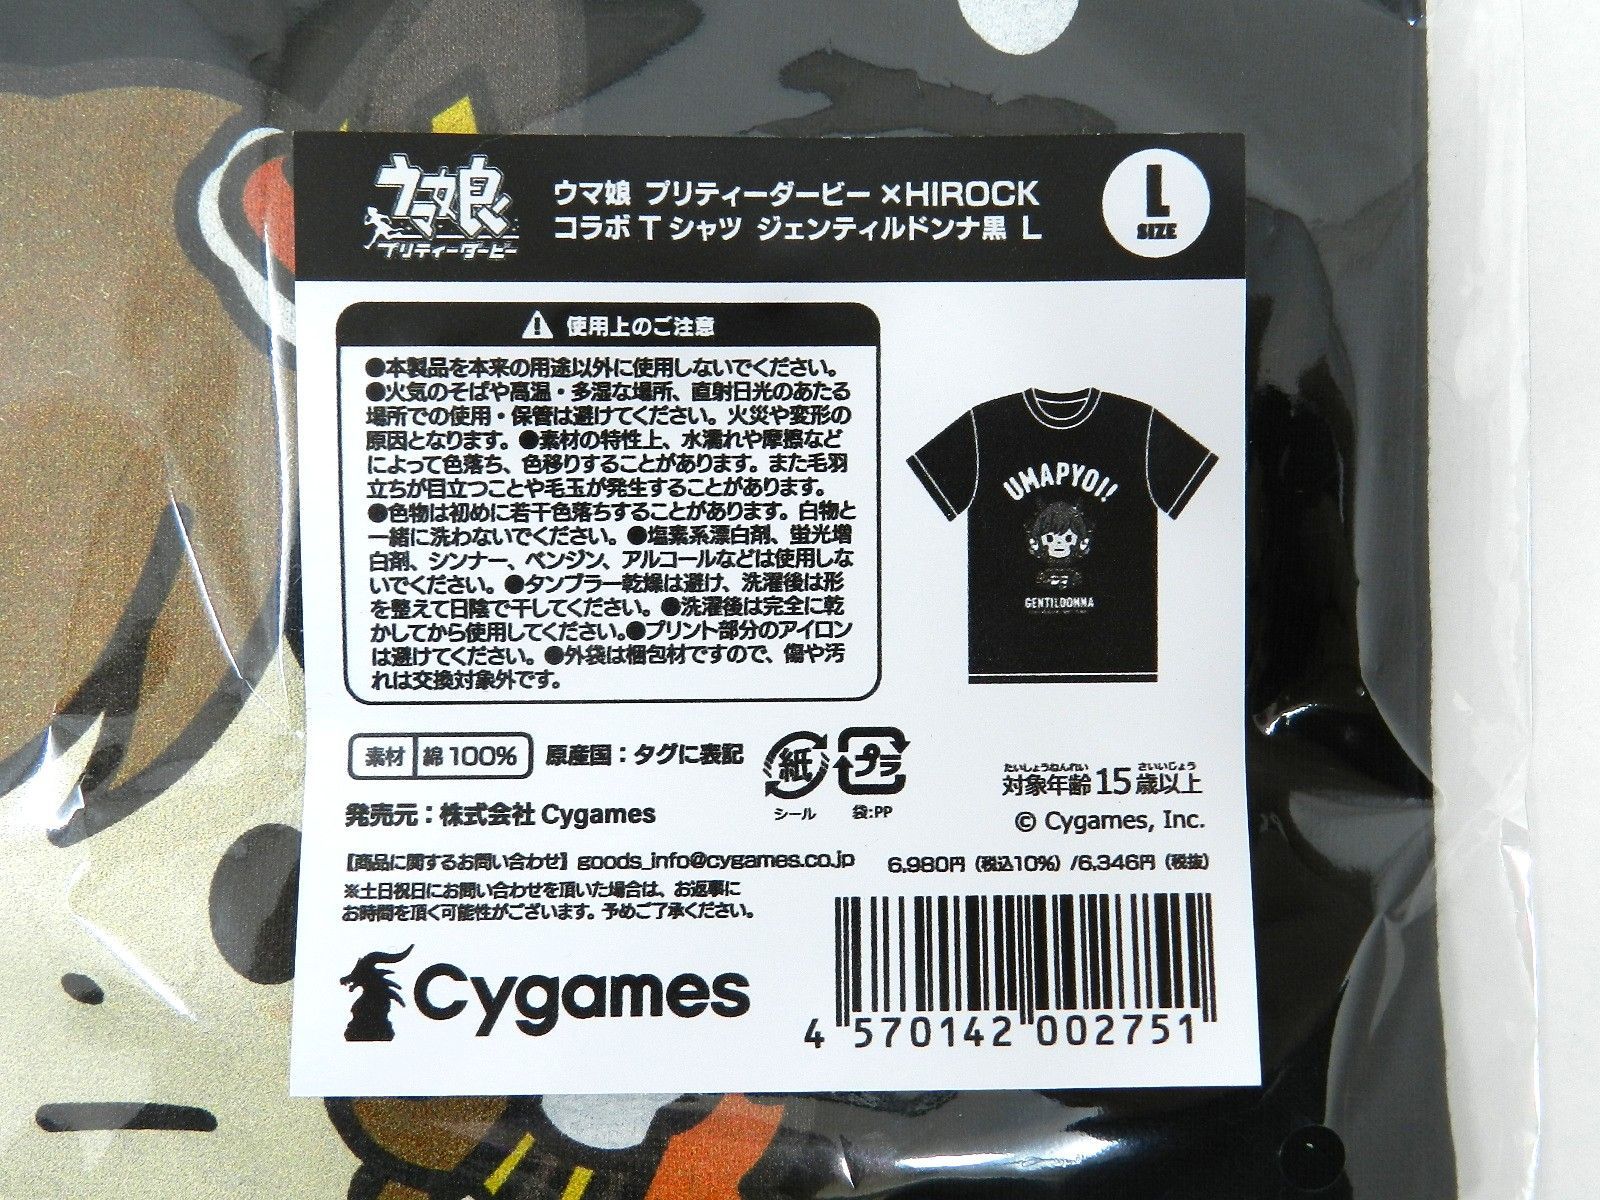 ウマ娘
プリティーダービー
ウマ娘 プリティーダービー×HIROCK
コラボTシャツ ジェンティルドンナ黒 L
L
SIZE
使用上のご注意
●本製品を本来の用途以外に使用しないでください。
●火気のそばや高温・多湿な場所、直射日光のあたる
場所での使用・保管は避けてください。火災や変形の
原因となります。●素材の特性上、水濡れや摩擦など
によって色落ち、色移りすることがあります。また毛羽
立ちが目立つことや毛玉が発生することがあります。
●色物は初めに若干色落ちすることがあります。白物と
一緒に洗わないでください。●塩素系漂白剤、蛍光増
白剤、シンナー、ベンジン、アルコールなどは使用しな
いでください。●タンブラー乾燥は避け、洗濯後は形
を整えて日陰で干してください。●洗濯後は完全に乾
かしてから使用してください。●プリント部分のアイロン
は避けてください。●外袋は梱包材ですので、傷や汚
れは交換対象外です。
UMAPYOI!
GENTILDONNA
素材 綿100%
原産国：タグに表記
紙
シール
プラ
袋:PP
たいしょうねんれい さいいじょう
対象年齢15歳以上
発売元：株式会社Cygames
© Cygames, Inc.
【商品に関するお問い合わせ】goods_info@cygames.co.jp
6,980円（税込10%）/6,346円（税抜）
※土日祝日にお問い合わせを頂いた場合は、お返事に
お時間を頂く可能性がございます。予めご了承ください。
Cygames
4 570142 002751